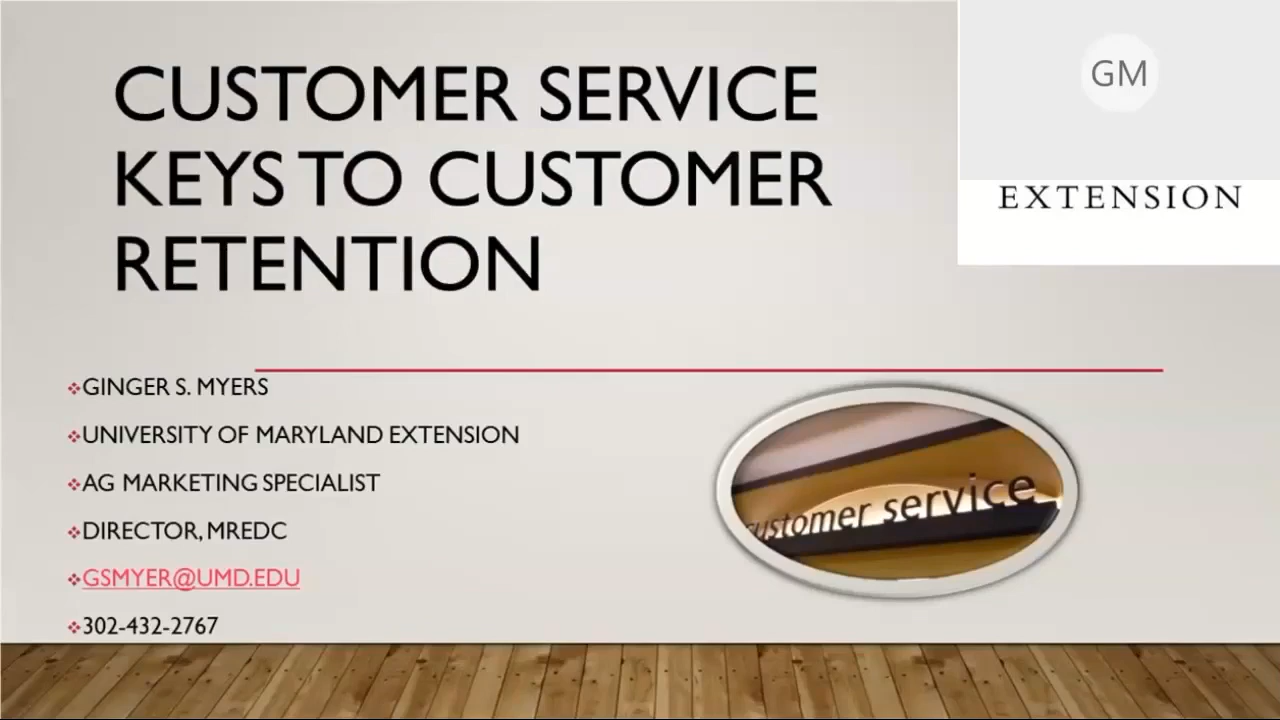 CUSTOMER SERVICE
KEYS TO CUSTOMER
RETENTION
GM
EXTENSION
GINGER S. MYERS
UNIVERSITY OF MARYLAND EXTENSION
AG MARKETING SPECIALIST
DIRECTOR, MREDC
GSMYER@UMD.EDU
302-432-2767
customer service